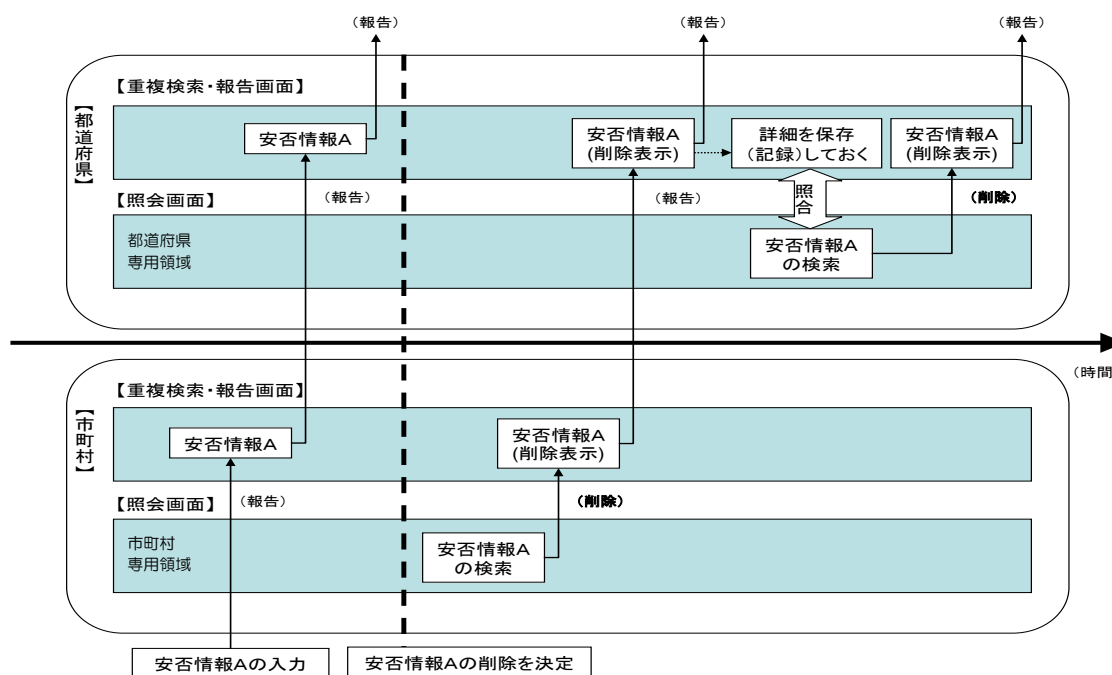 （報告）
（報告）
（報告）
【重複検索・報告画面】
【都道府県】
安否情報A
安否情報A
(削除表示)
詳細を保存
（記録）しておく
安否情報A
(削除表示)
（報告）
（報告）
照合
（削除）
【照会画面】
都道府県
専用領域
安否情報A
の検索
（時間
【重複検索・報告画面】
【市町村】
安否情報A
安否情報A
(削除表示)
（報告）
（削除）
【照会画面】
市町村
専用領域
安否情報A
の検索
安否情報Aの入力
安否情報Aの削除を決定